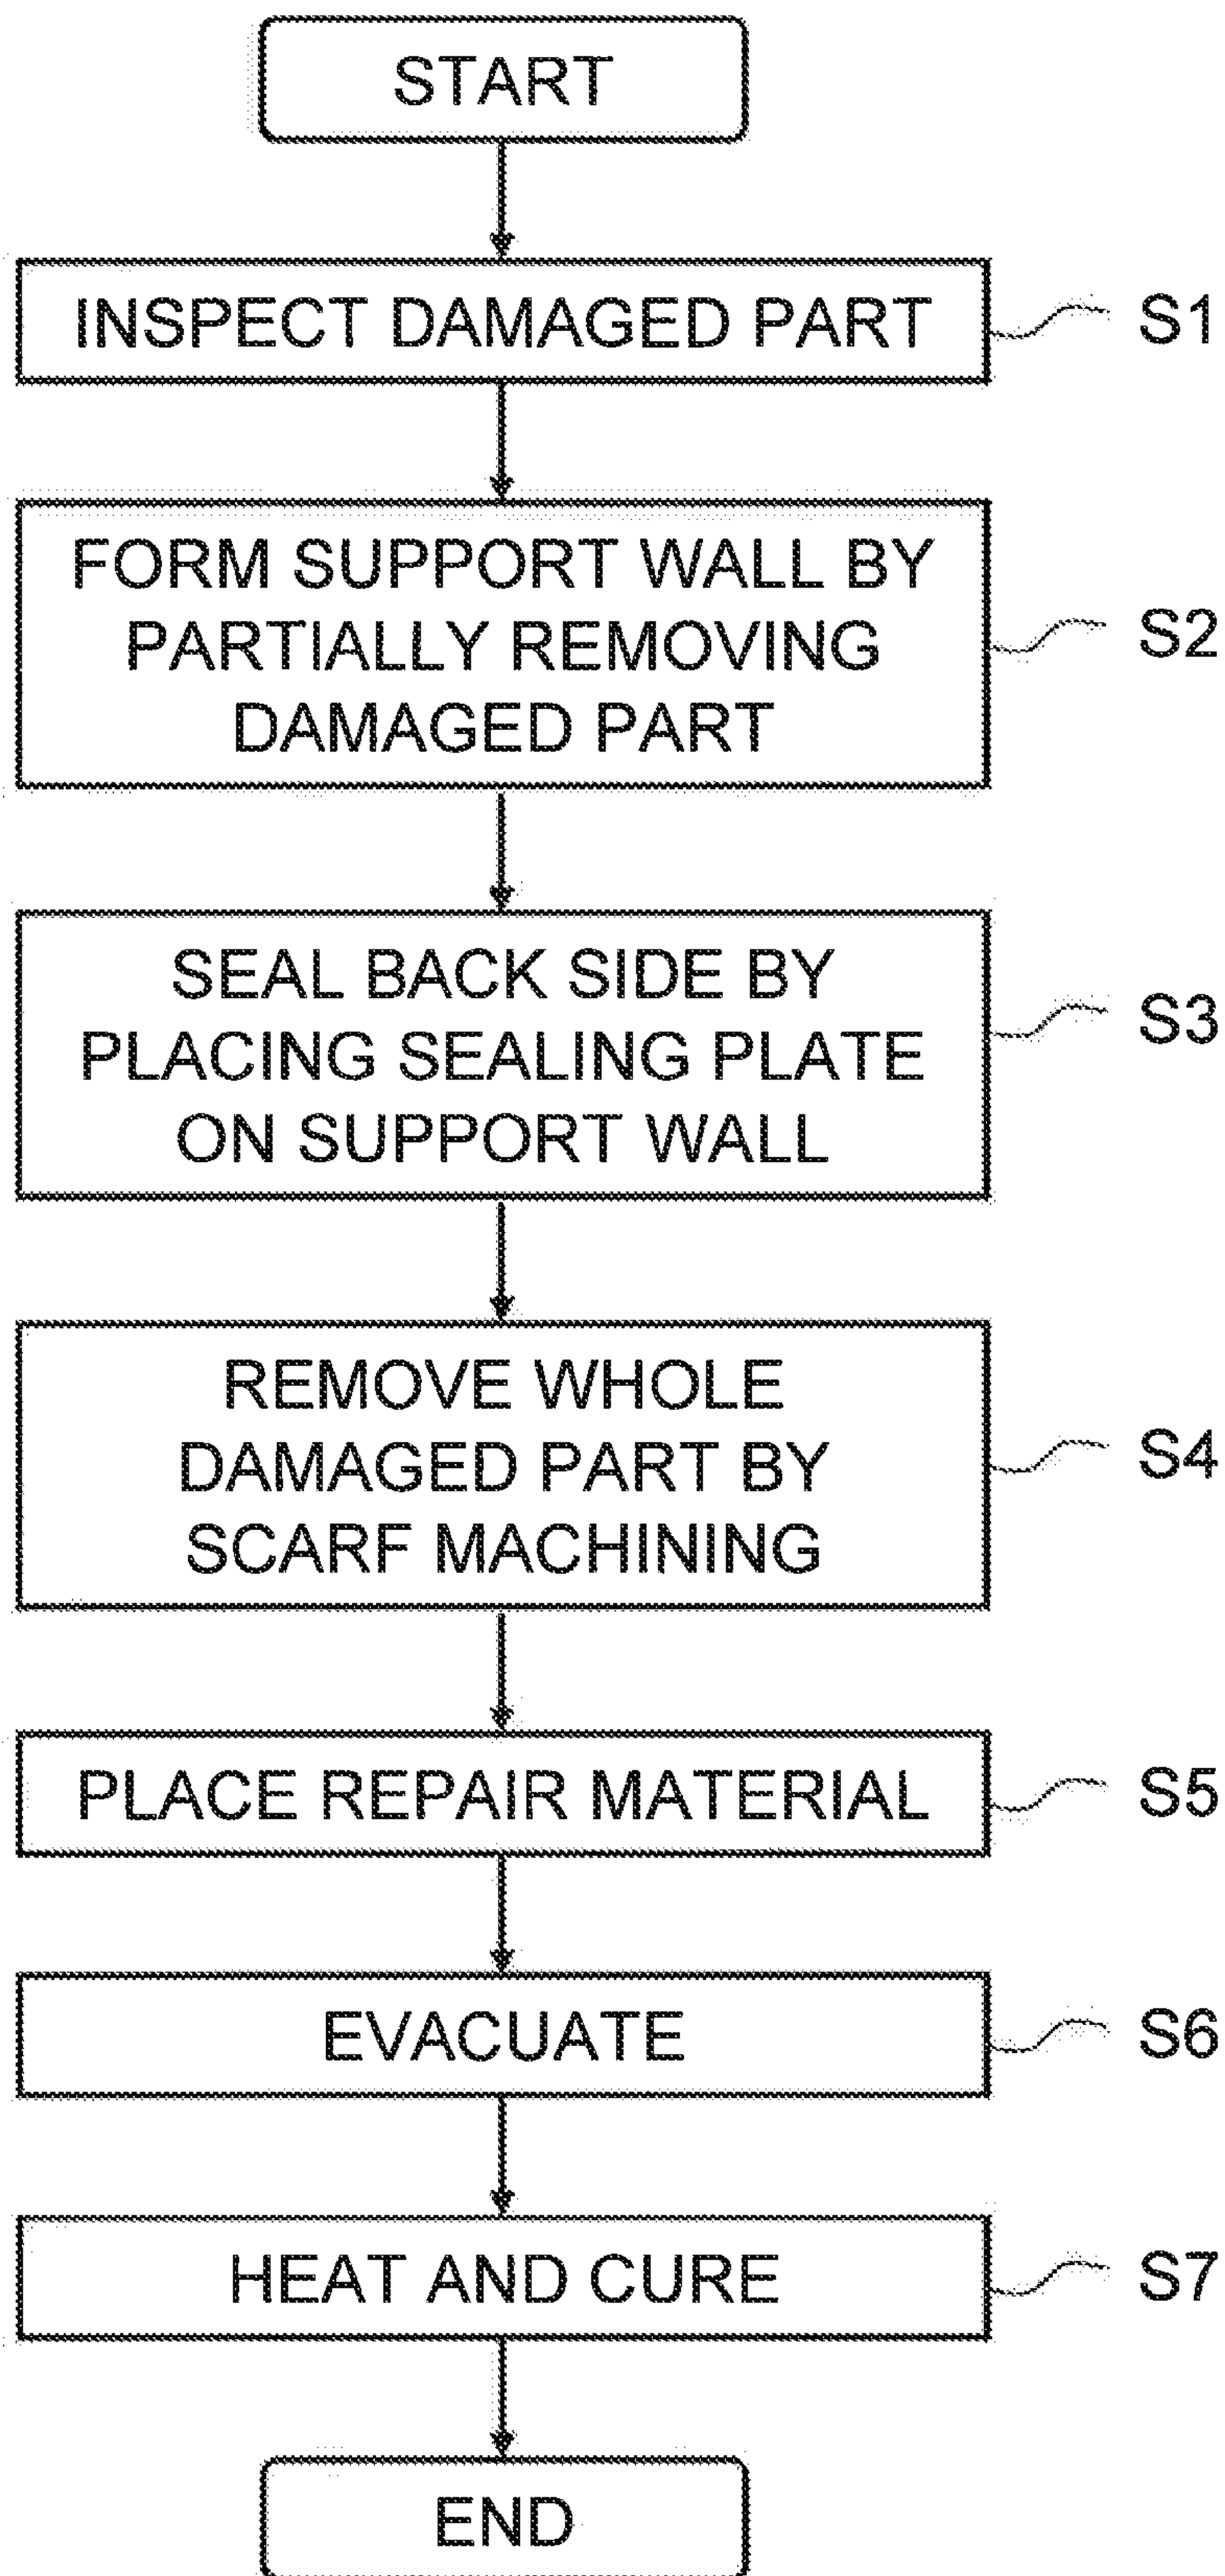 START
INSPECT DAMAGED PART
S1
FORM SUPPORT WALL BY
PARTIALLY REMOVING
DAMAGED PART
S2
SEAL BACK SIDE BY
PLACING SEALING PLATE
ON SUPPORT WALL
S3
REMOVE WHOLE
DAMAGED PART BY
SCARF MACHINING
S4
PLACE REPAIR MATERIAL
S5
EVACUATE
S6
HEAT AND CURE
S7
END